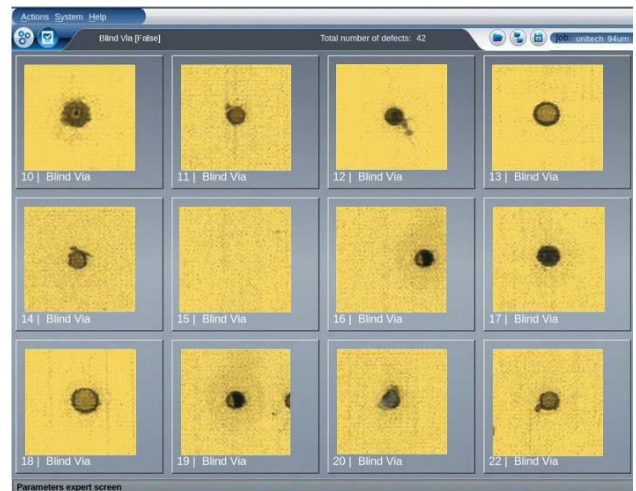 Actions System Help
Blind Via [False] Total number of defects: 42 Job: unitech 94um
10 | Blind Via 11 | Blind Via 12 | Blind Via 13 | Blind Via
14 | Blind Via 15 | Blind Via 16 | Blind Via 17 | Blind Via
18 | Blind Via 19 | Blind Via 20 | Blind Via 22 | Blind Via
Parameters expert screen